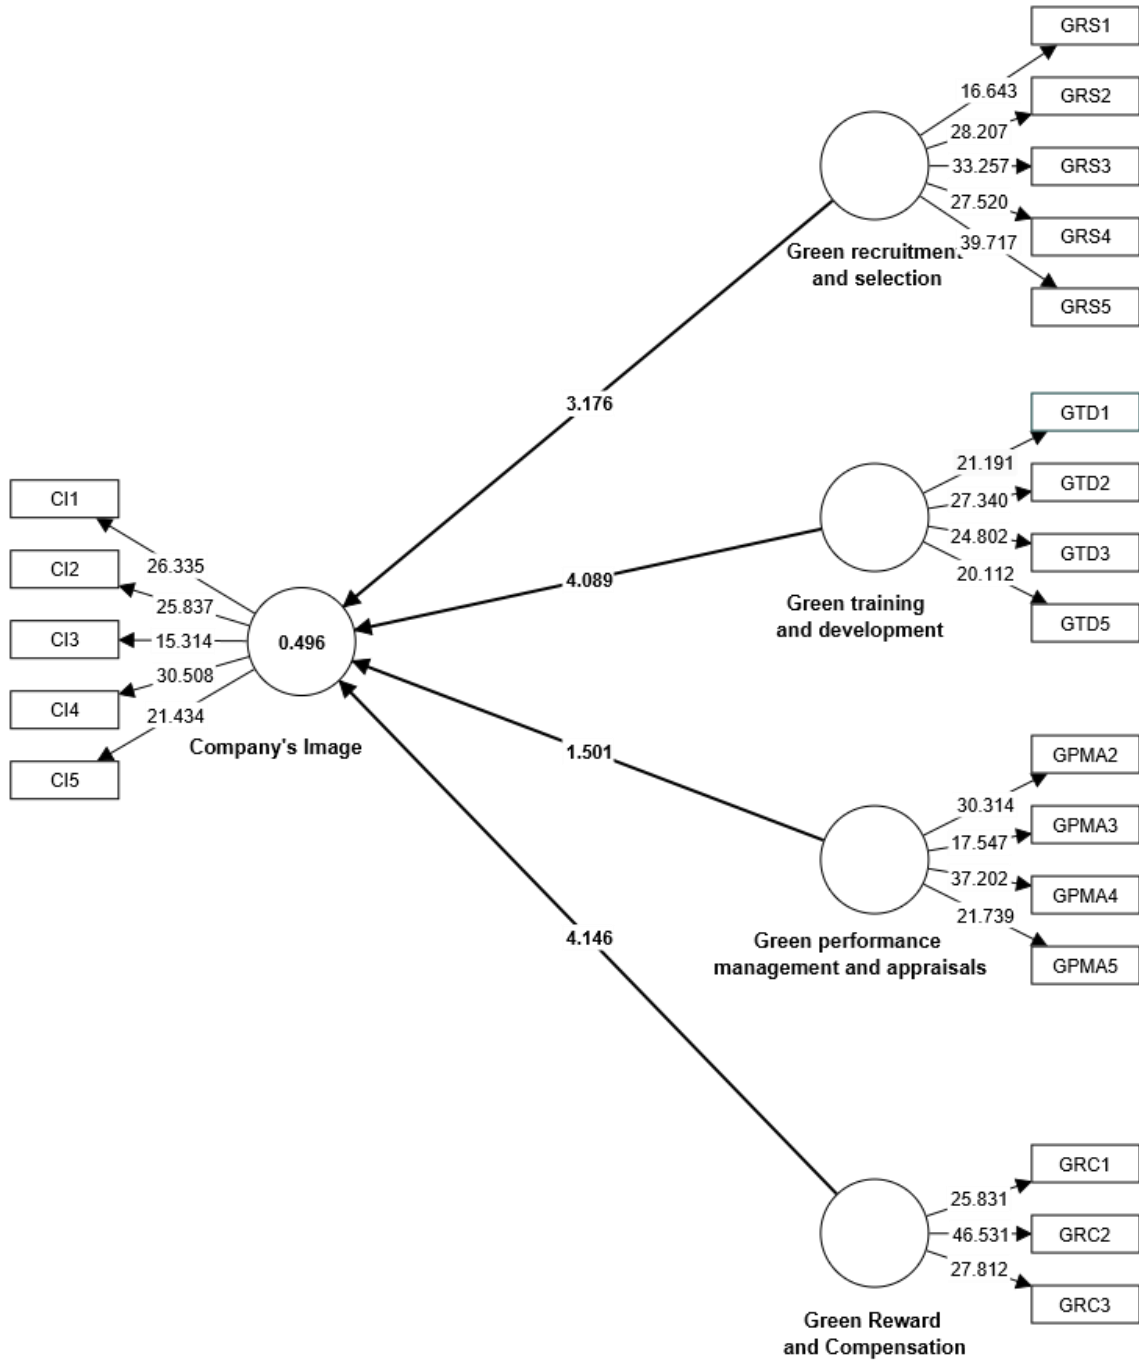 GRS1
16.643
GRS2
28.207
GRS3
33.257
27.520
GRS4
39.717
Green recruitment
and selection
GRS5
3.176
GTD1
21.191
GTD2
27.340
GTD3
24.802
20.112
GTD5
4.089
Green training
and development
CI1
26.335
CI2
25.837
CI3
15.314
0.496
30.508
CI4
21.434
CI5
Company's Image
1.501
GPMA2
30.314
GPMA3
17.547
37.202
GPMA4
21.739
GPMA5
Green performance
management and appraisals
4.146
GRC1
25.831
46.531
GRC2
27.812
GRC3
Green Reward
and Compensation